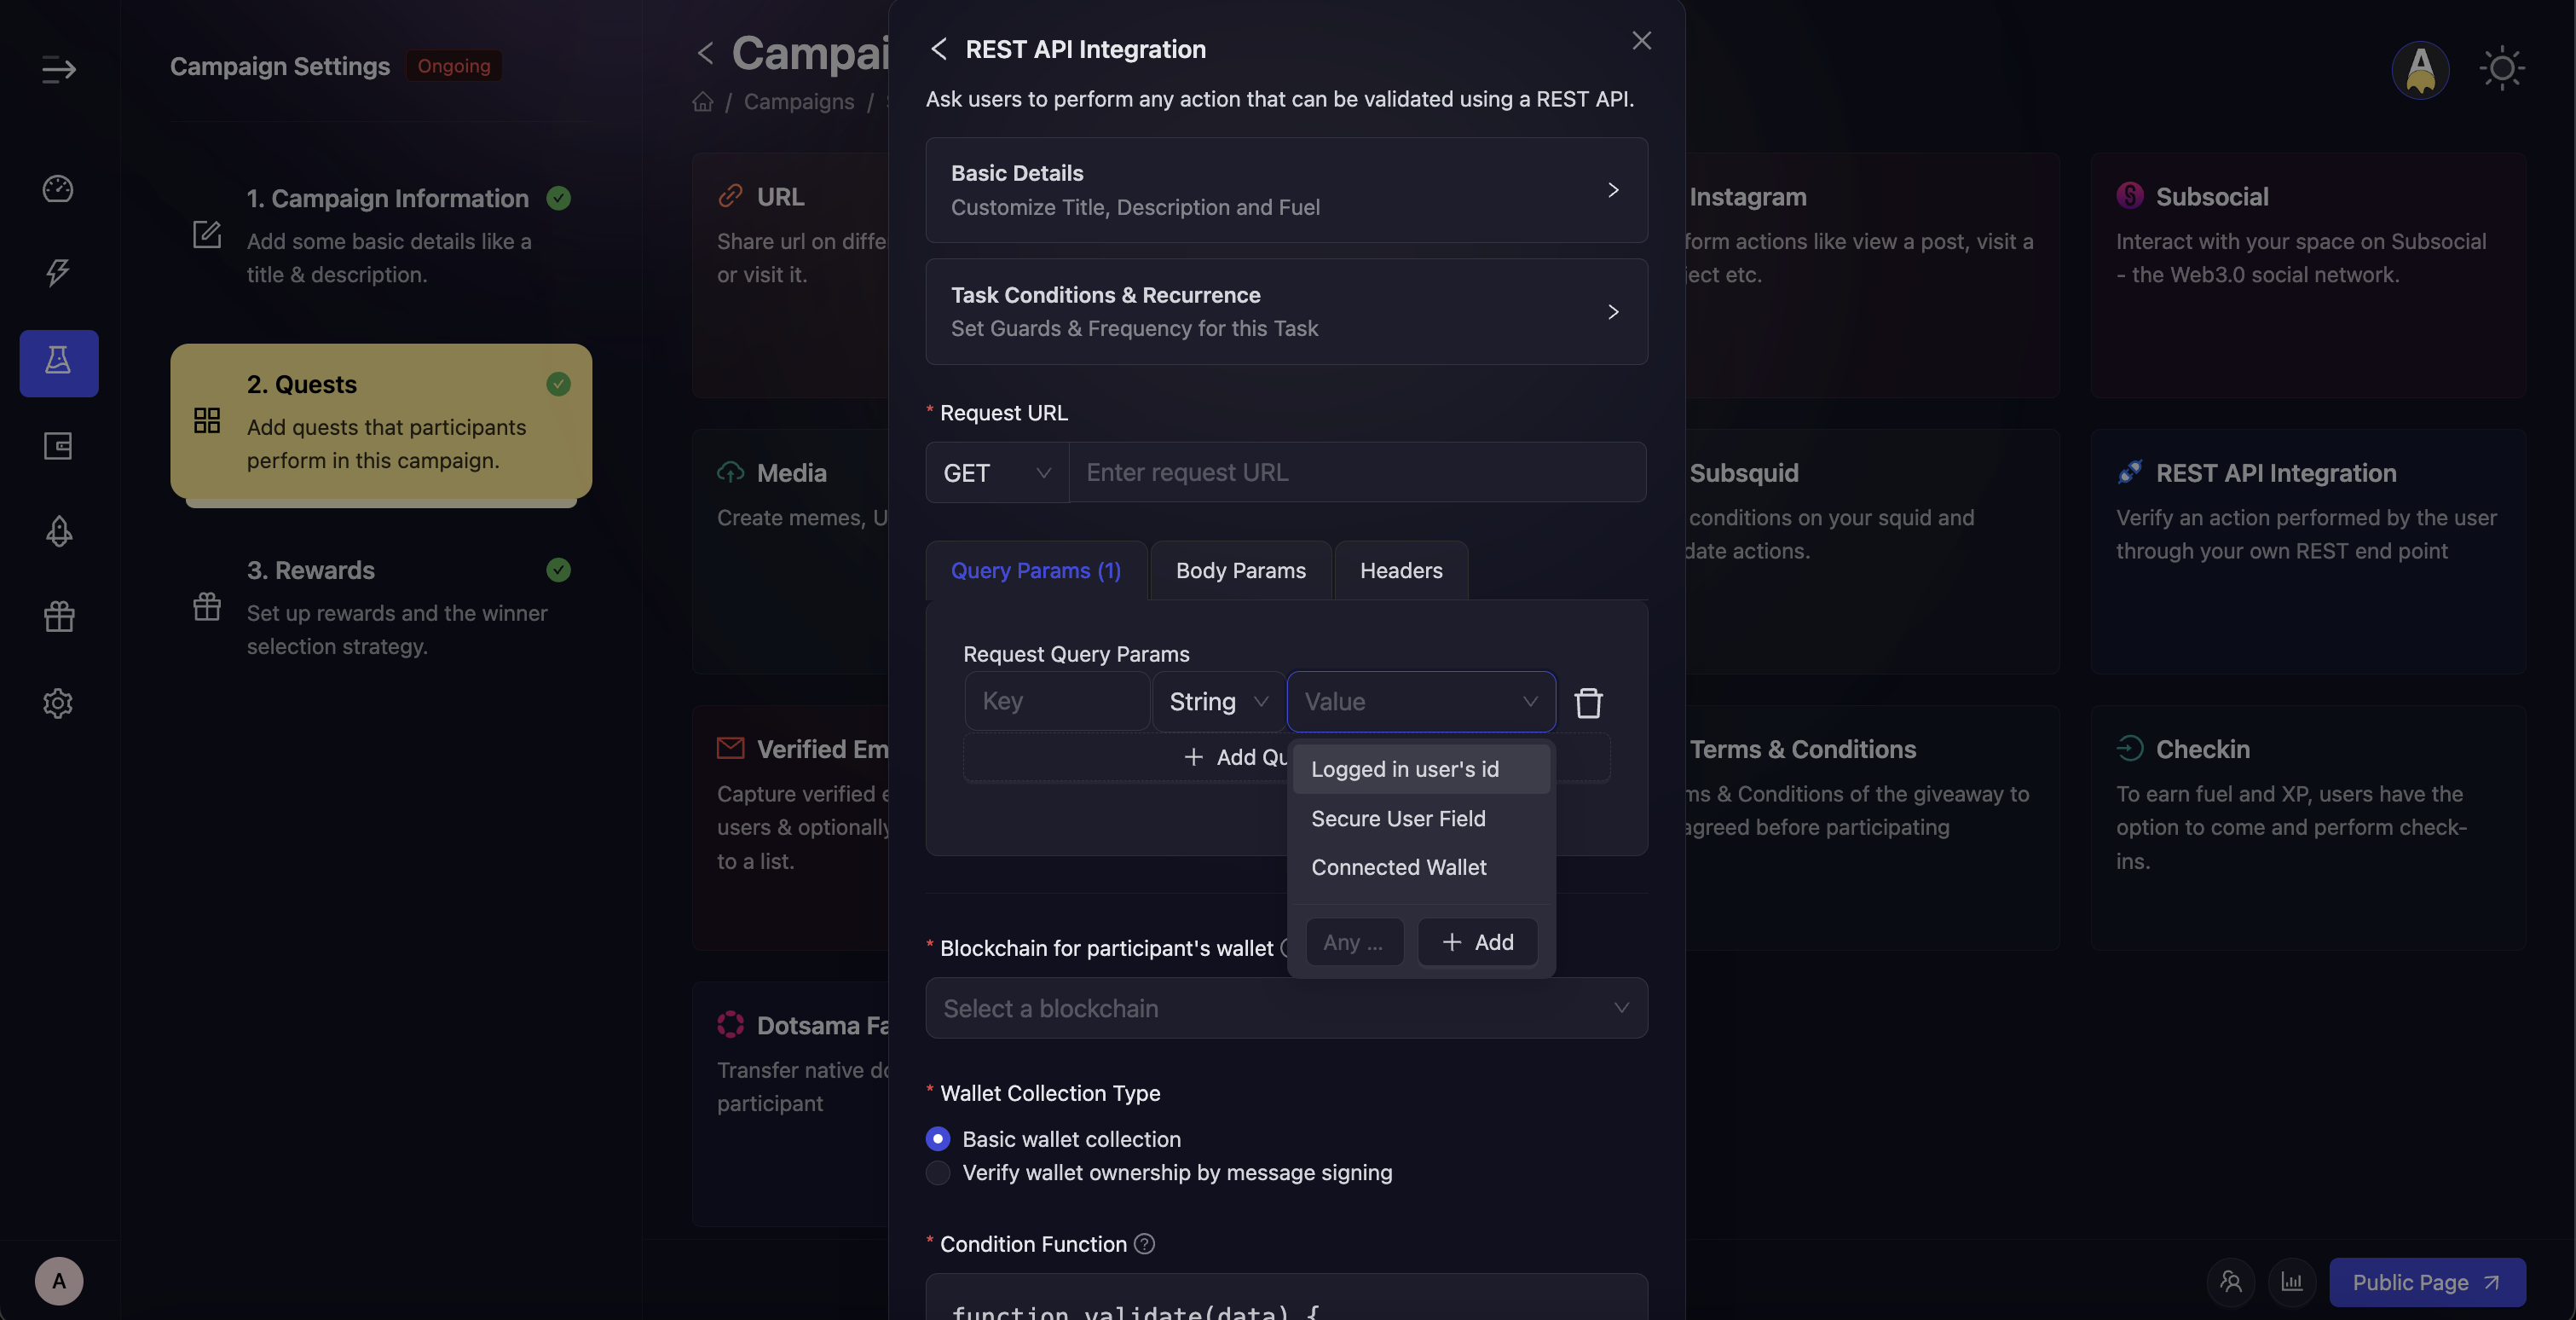 Campaign Settings
Ongoing
1. Campaign Information
Add some basic details like a
title & description.
2. Quests
Add quests that participants
perform in this campaign.
3. Rewards
Set up rewards and the winner
selection strategy.
A
Campai
/ Campaigns /
URL
Share url on diffe
or visit it.
Media
Create memes, U
Verified Em
Capture verified e
users & optionally
to a list.
Dotsama Fa
Transfer native do
participant
REST API Integration
Ask users to perform any action that can be validated using a REST API.
Basic Details
Customize Title, Description and Fuel
Task Conditions & Recurrence
Set Guards & Frequency for this Task
* Request URL
GET
Enter request URL
Query Params (1)
Body Params
Headers
Request Query Params
Key
String
Value
+ Add Qu
Logged in user's id
Secure User Field
Connected Wallet
Any ...
+ Add
* Blockchain for participant's wallet
Select a blockchain
* Wallet Collection Type
Basic wallet collection
Verify wallet ownership by message signing
* Condition Function
function validate(data) {
Instagram
form actions like view a post, visit a
ject etc.
Subsocial
Interact with your space on Subsocial
- the Web3.0 social network.
Subsquid
conditions on your squid and
date actions.
REST API Integration
Verify an action performed by the user
through your own REST end point
Terms & Conditions
ms & Conditions of the giveaway to
agreed before participating
Checkin
To earn fuel and XP, users have the
option to come and perform check-
ins.
Public Page